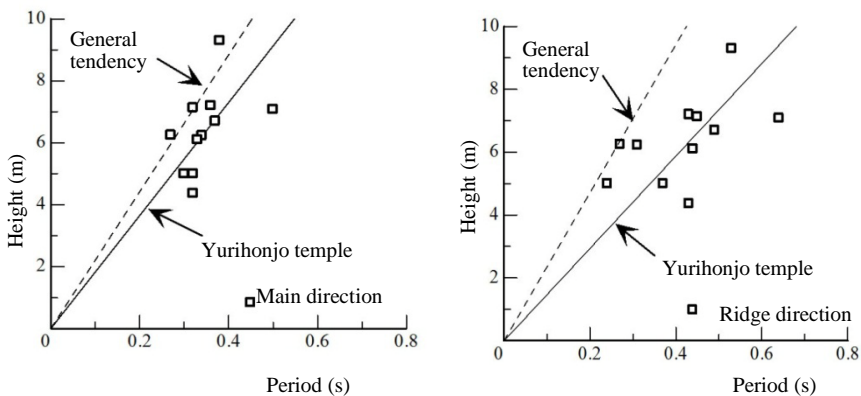 10
8
6
4
2
0
0.2
0.4
0.6
0.8
Height (m)
Period (s)
General
tendency
Yurihonjo temple
Main direction
10
8
6
4
2
0
0.2
0.4
0.6
0.8
Height (m)
Period (s)
General
tendency
Yurihonjo temple
Ridge direction